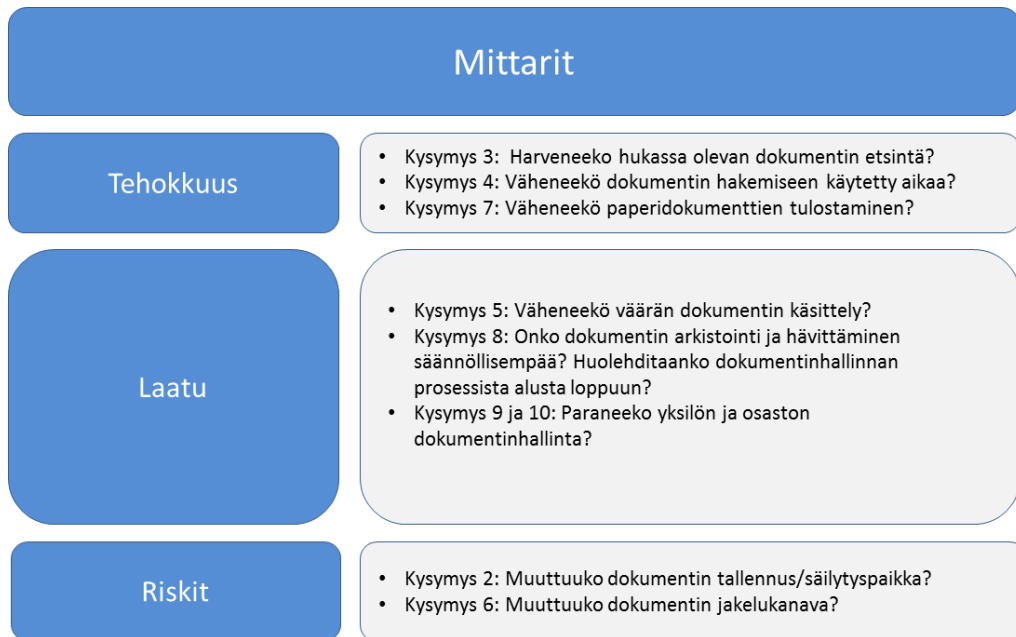 Mittarit
Tehokkuus
• Kysymys 3:  Harveneeko hukassa olevan dokumentin etsintä?
• Kysymys 4: Väheneekö dokumentin hakemiseen käytetty aikaa?
• Kysymys 7: Väheneekö paperidokumenttien tulostaminen?
Laatu
• Kysymys 5: Väheneekö väärän dokumentin käsittely?
• Kysymys 8: Onko dokumentin arkistointi ja hävittäminen
säännöllisempää? Huolehditaanko dokumentinhallinnan
prosessista alusta loppuun?
• Kysymys 9 ja 10: Paraneeko yksilön ja osaston
dokumentinhallinta?
Riskit
• Kysymys 2: Muuttuuko dokumentin tallennus/säilytyspaikka?
• Kysymys 6: Muuttuuko dokumentin jakelukanava?